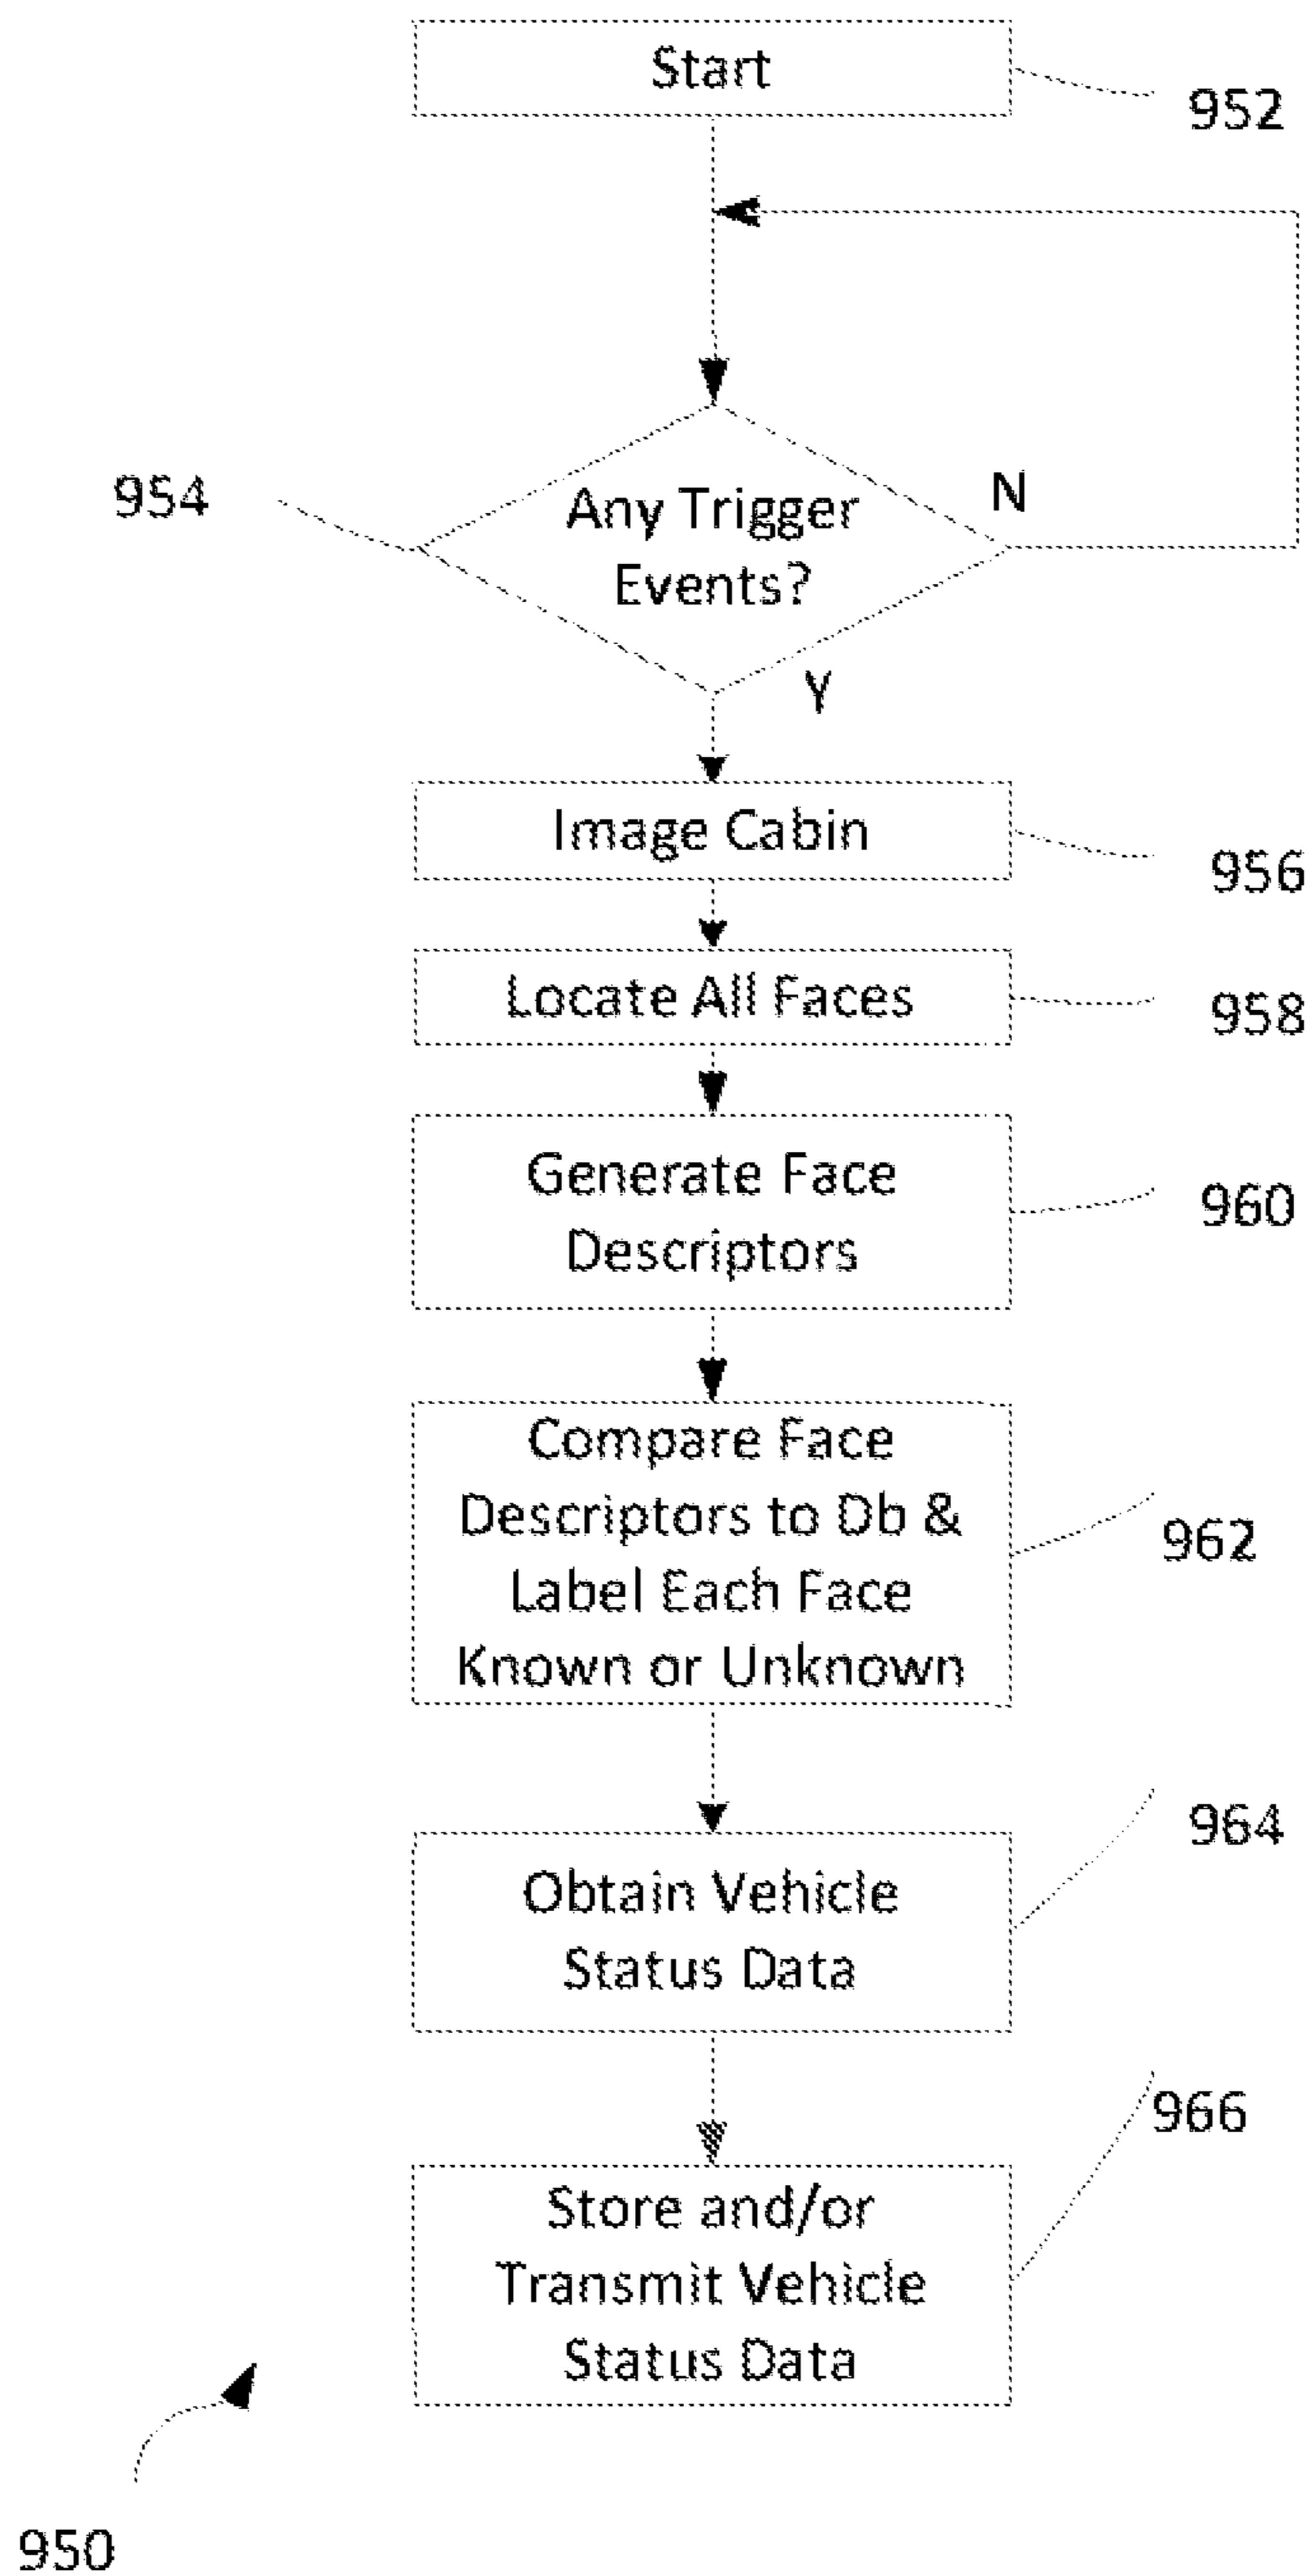 Start
952
954
Any Trigger
Events?
N
Y
Image Cabin
956
Locate All Faces
958
Generate Face
Descriptors
960
Compare Face
Descriptors to Db &
Label Each Face
Known or Unknown
962
964
Obtain Vehicle
Status Data
966
Store and/or
Transmit Vehicle
Status Data
950